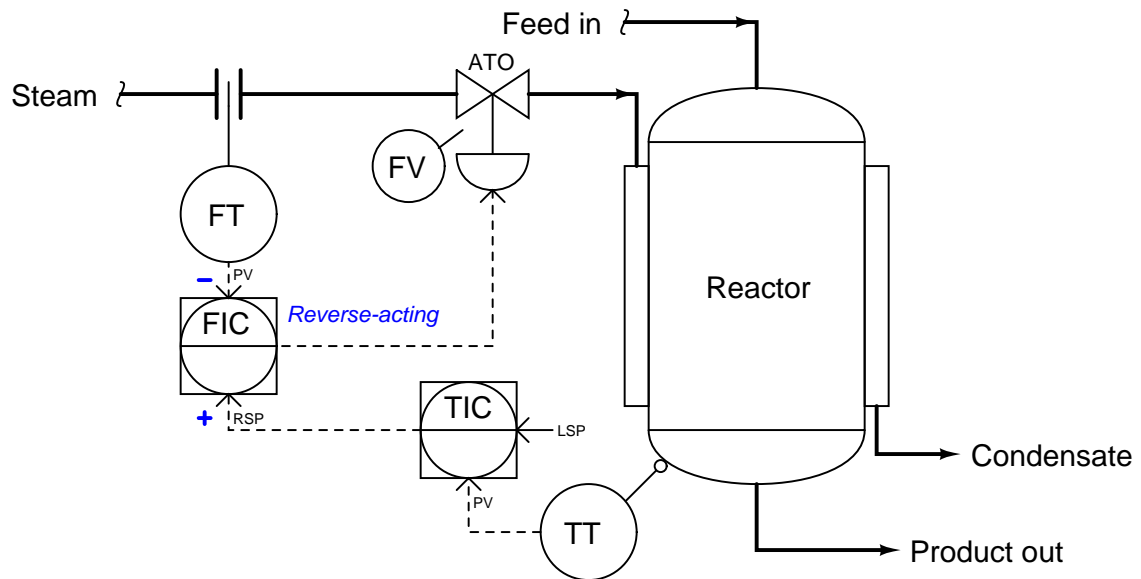 Feed in
ATO
Steam
FV
FT
PV
−
FIC
Reverse-acting
Reactor
+
RSP
TIC
LSP
PV
TT
Condensate
Product out